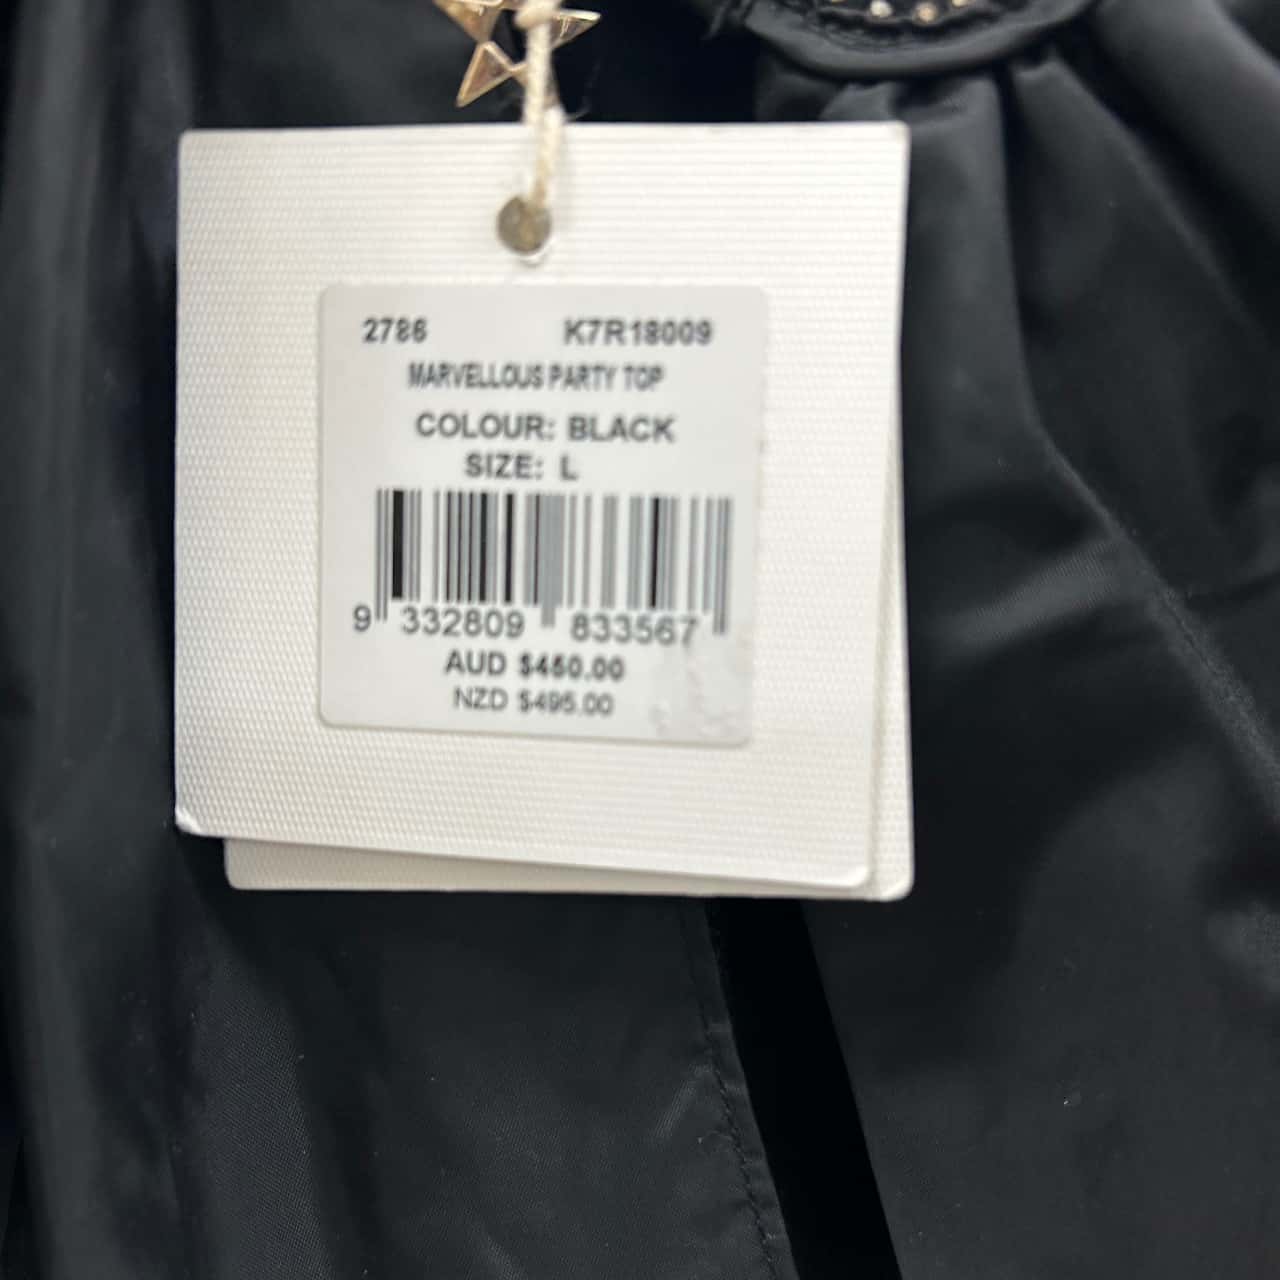 2786 K7R18009
MARVELLOUS PARTY TOP
COLOUR: BLACK
SIZE: L
9 332809 833567
AUD $450.00
NZD $495.00